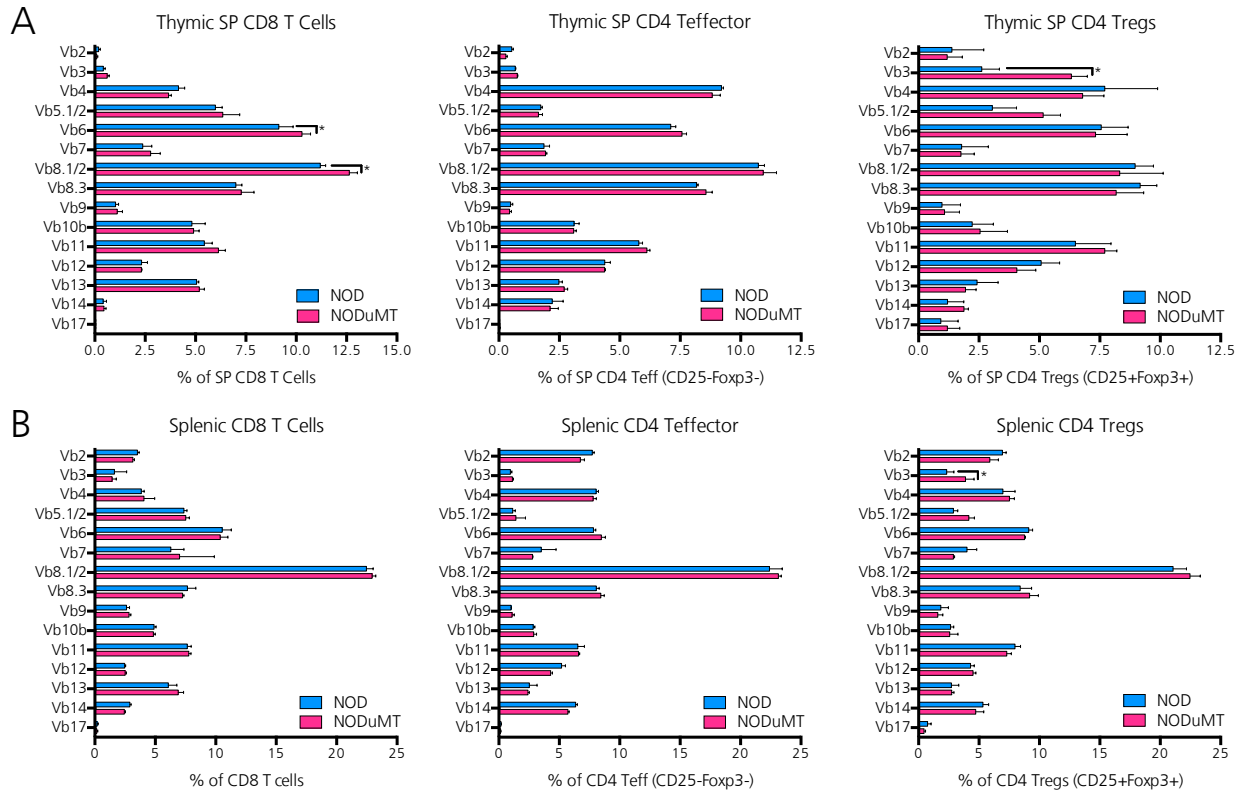 A
Thymic SP CD8 T Cells
Vb2
Vb3
Vb4
Vb5.1/2
Vb6
Vb7
Vb8.1/2
Vb8.3
Vb9
Vb10b
Vb11
Vb12
Vb13
Vb14
Vb17
*
*
NOD
NODuMT
0.0 2.5 5.0 7.5 10.0 12.5 15.0
% of SP CD8 T Cells
Thymic SP CD4 Teffector
Vb2
Vb3
Vb4
Vb5.1/2
Vb6
Vb7
Vb8.1/2
Vb8.3
Vb9
Vb10b
Vb11
Vb12
Vb13
Vb14
Vb17
NOD
NODuMT
0.0 2.5 5.0 7.5 10.0 12.5
% of SP CD4 Teff (CD25-Foxp3-)
Thymic SP CD4 Tregs
Vb2
Vb3
Vb4
Vb5.1/2
Vb6
Vb7
Vb8.1/2
Vb8.3
Vb9
Vb10b
Vb11
Vb12
Vb13
Vb14
Vb17
*
NOD
NODuMT
0.0 2.5 5.0 7.5 10.0 12.5
% of SP CD4 Tregs (CD25+Foxp3+)
B
Splenic CD8 T Cells
Vb2
Vb3
Vb4
Vb5.1/2
Vb6
Vb7
Vb8.1/2
Vb8.3
Vb9
Vb10b
Vb11
Vb12
Vb13
Vb14
Vb17
NOD
NODuMT
0 5 10 15 20 25
% of CD8 T cells
Splenic CD4 Teffector
Vb2
Vb3
Vb4
Vb5.1/2
Vb6
Vb7
Vb8.1/2
Vb8.3
Vb9
Vb10b
Vb11
Vb12
Vb13
Vb14
Vb17
NOD
NODuMT
0 5 10 15 20 25
% of CD4 Teff (CD25-Foxp3-)
Splenic CD4 Tregs
Vb2
Vb3
Vb4
Vb5.1/2
Vb6
Vb7
Vb8.1/2
Vb8.3
Vb9
Vb10b
Vb11
Vb12
Vb13
Vb14
Vb17
*
NOD
NODuMT
0 5 10 15 20 25
% of CD4 Tregs (CD25+Foxp3+)